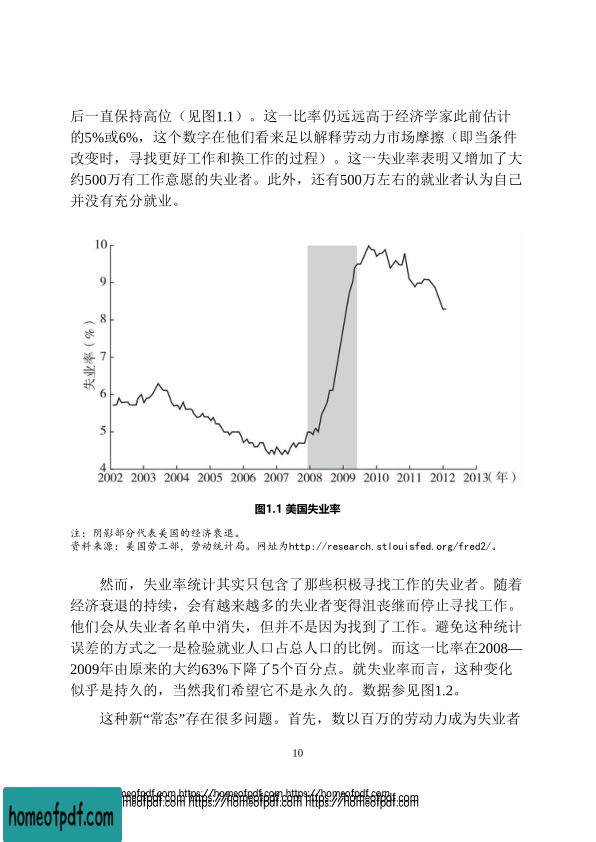 后一直保持高位（见图1.1）。这一比率仍远远高于经济学家此前估计
的5%或6%，这个数字在他们看来足以解释劳动力市场摩擦（即当条件
改变时，寻找更好工作和换工作的过程）。这一失业率表明又增加了大
约500万有工作意愿的失业者。此外，还有500万左右的就业者认为自己
并没有充分就业。
10
9
8
7
6
5
4
失业率（%）
2002 2003 2004 2005 2006 2007 2008 2009 2010 2011 2012 2013(年)
图1.1 美国失业率
注：阴影部分代表美国的经济衰退。
资料来源：美国劳工部，劳动统计局。网址为http://research.stlouisfed.org/fred2/。
然而，失业率统计其实只包含了那些积极寻找工作的失业者。随着
经济衰退的持续，会有越来越多的失业者变得沮丧继而停止寻找工作。
他们会从失业者名单中消失，但并不是因为找到了工作。避免这种统计
误差的方式之一是检验就业人口占总人口的比例。而这一比率在2008—
2009年由原来的大约63%下降了5个百分点。就失业率而言，这种变化
似乎是持久的，当然我们希望它不是永久的。数据参见图1.2。
这种新“常态”存在很多问题。首先，数以百万的劳动力成为失业者
10
homeofpdf.com https://homeofpdf.com https://homeofpdf.com
homeofpdf.com https://homeofpdf.com https://homeofpdf.com
homeofpdf.com